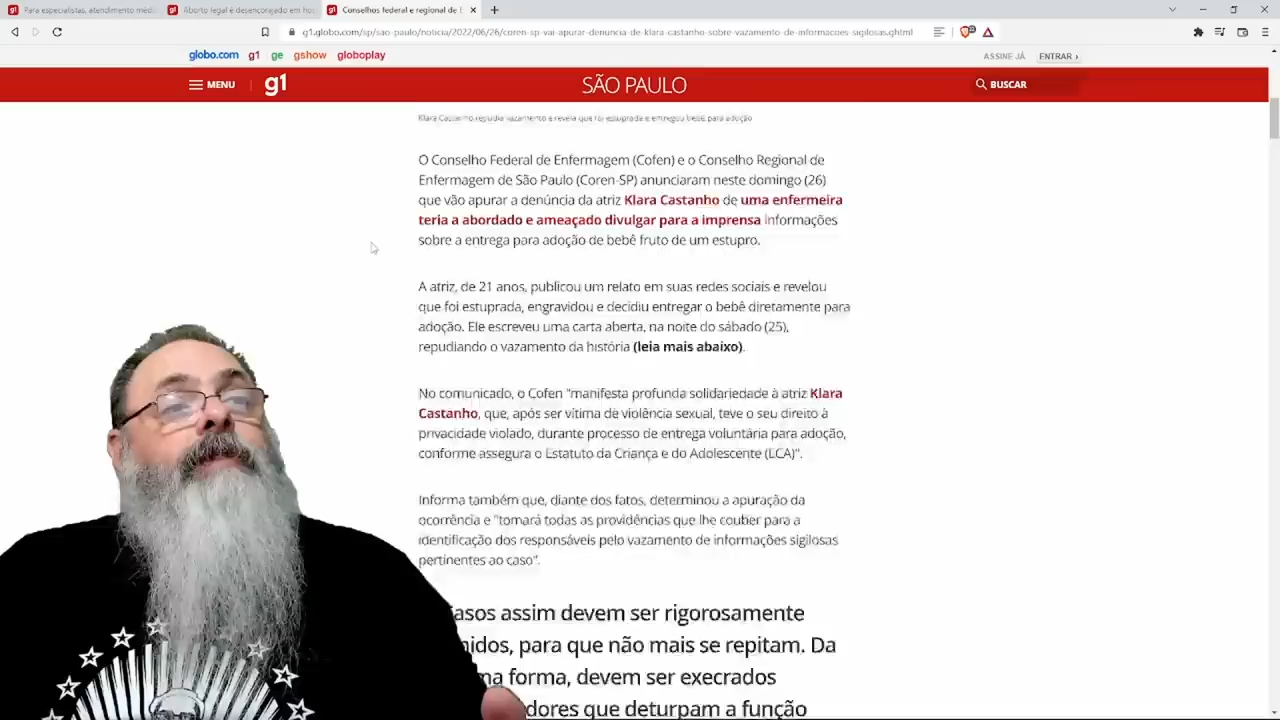 Para especialistas, atendimento médi
Aborto legal é desencorajado em hos
Conselhos federal e regional de E
g1.globo.com/sp/sao-paulo/noticia/2022/06/26/coren-sp-vai-apurar-denuncia-de-klara-castanho-sobre-vazamento-de-informacoes-sigilosas.ghtml
globo.com g1 ge gshow globoplay ASSINE JÁ ENTRAR ›
MENU g1 SÃO PAULO BUSCAR
Klara Castanho repudia vazamento e revela que foi estuprada e entregou bebê para adoção
O Conselho Federal de Enfermagem (Cofen) e o Conselho Regional de
Enfermagem de São Paulo (Coren-SP) anunciaram neste domingo (26)
que vão apurar a denúncia da atriz Klara Castanho de uma enfermeira
teria a abordado e ameaçado divulgar para a imprensa informações
sobre a entrega para adoção de bebê fruto de um estupro.
A atriz, de 21 anos, publicou um relato em suas redes sociais e revelou
que foi estuprada, engravidou e decidiu entregar o bebê diretamente para
adoção. Ele escreveu uma carta aberta, na noite do sábado (25),
repudiando o vazamento da história (leia mais abaixo).
No comunicado, o Cofen "manifesta profunda solidariedade à atriz Klara
Castanho, que, após ser vítima de violência sexual, teve o seu direito à
privacidade violado, durante processo de entrega voluntária para adoção,
conforme assegura o Estatuto da Criança e do Adolescente (LCA)".
Informa também que, diante dos fatos, determinou a apuração da
ocorrência e "tomará todas as providências que lhe couber para a
identificação dos responsáveis pelo vazamento de informações sigilosas
pertinentes ao caso".
asos assim devem ser rigorosamente
nidos, para que não mais se repitam. Da
ma forma, devem ser execrados
dores que deturpam a função